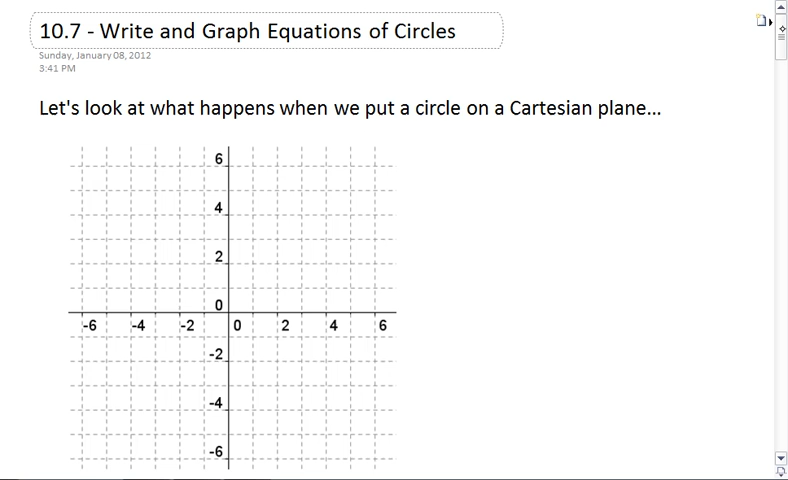 10.7 - Write and Graph Equations of Circles
Sunday, January 08, 2012
3:41 PM
Let's look at what happens when we put a circle on a Cartesian plane...
6
4
2
0
-6 -4 -2 0 2 4 6
-2
-4
-6